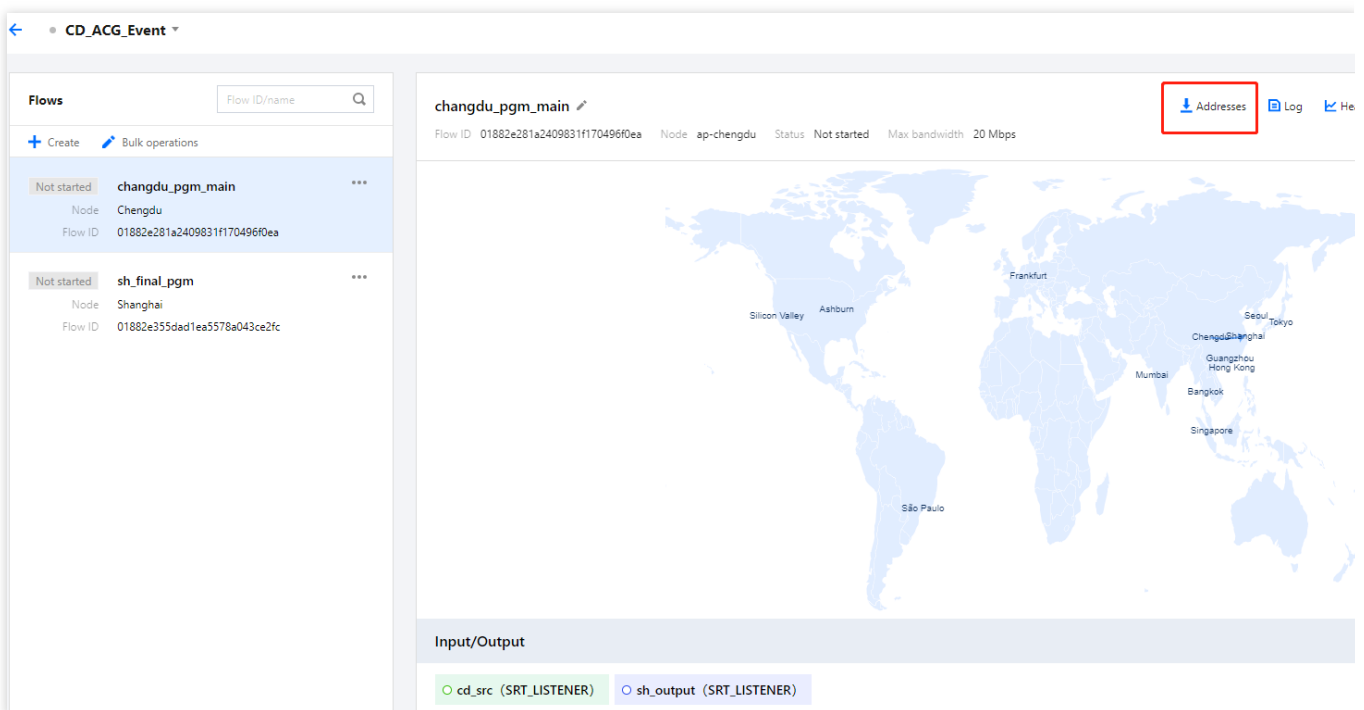 CD_ACG_Event
Flows
Flow ID/name
Create Bulk operations
Not started changdu_pgm_main
Node Chengdu
Flow ID 01882e281a2409831f170496f0ea
Not started sh_final_pgm
Node Shanghai
Flow ID 01882e355dad1ea5578a043ce2fc
changdu_pgm_main
Addresses Log Hea
Flow ID 01882e281a2409831f170496f0ea Node ap-chengdu Status Not started Max bandwidth 20 Mbps
Frankfurt
Silicon Valley
Ashburn
Seoul
Tokyo
Chengdu
Shanghai
Guangzhou
Hong Kong
Mumbai
Bangkok
Singapore
São Paulo
Input/Output
cd_src（SRT_LISTENER） sh_output（SRT_LISTENER）